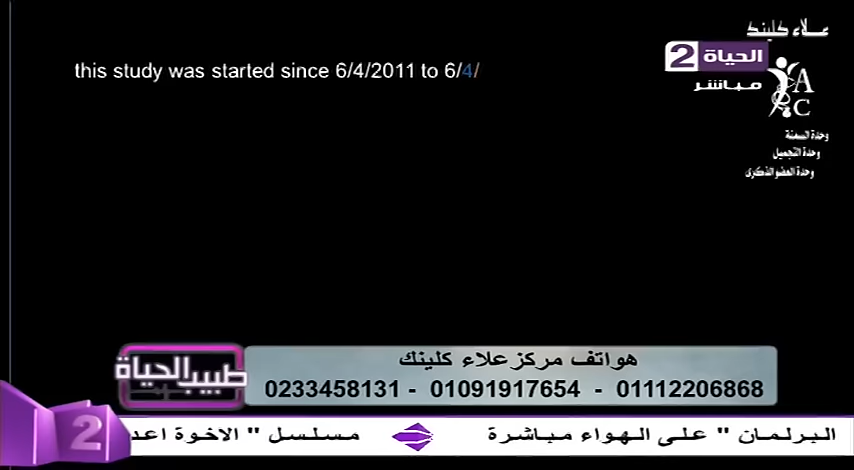 علاء كلينك
الحياة 2
مباشر
AC
وحدة السمنة
وحدة التجميل
وحدة العضو الذكرى
this study was started since 6/4/2011 to 6/4/
طبيب الحياة
هواتف مركز علاء كلينك
0233458131 - 01091917654 - 01112206868
2
البرلمان " على الهواء مباشرة
مسلسل " الاخوة اعد